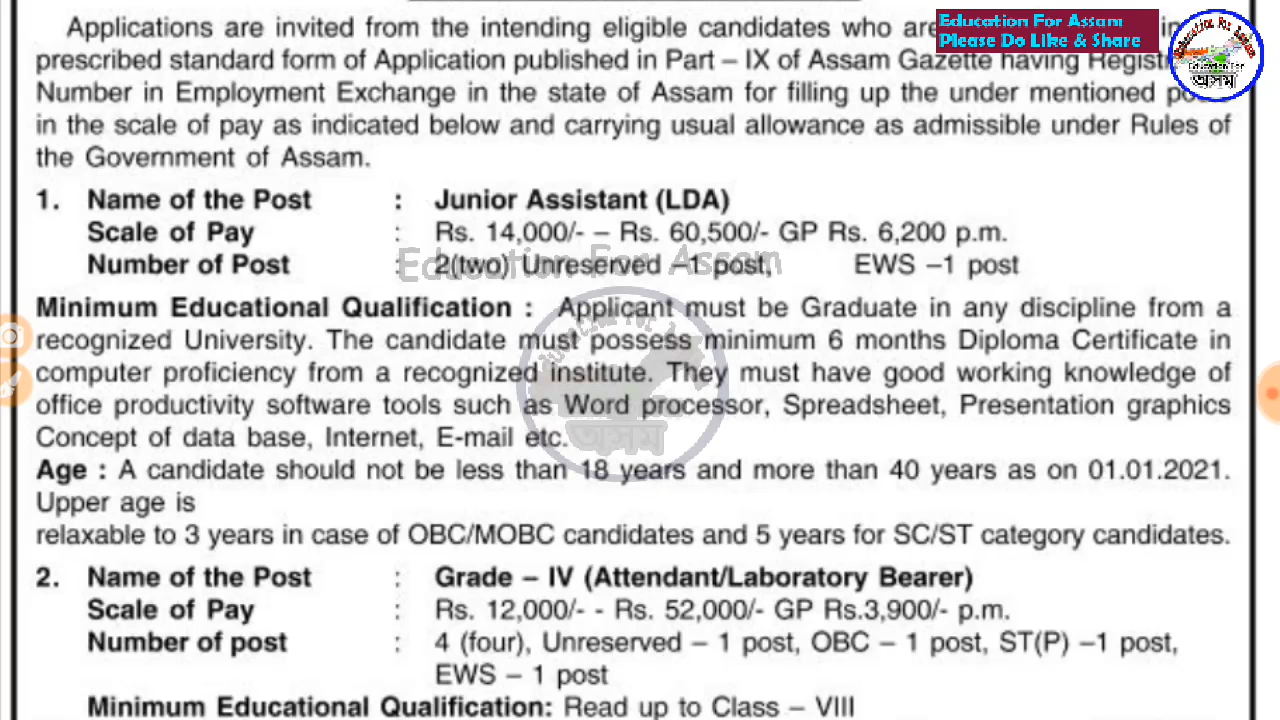 Education For Assam
Please Do Like & Share
Applications are invited from the intending eligible candidates who are in
prescribed standard form of Application published in Part – IX of Assam Gazette having
Number in Employment Exchange in the state of Assam for filling up the under mentioned
in the scale of pay as indicated below and carrying usual allowance as admissible under Rules of
the Government of Assam.
1. Name of the Post : Junior Assistant (LDA)
Scale of Pay : Rs. 14,000/- – Rs. 60,500/- GP Rs. 6,200 p.m.
Education For Assam
Number of Post : 2(two) Unreserved –1 post, EWS –1 post
Minimum Educational Qualification : Applicant must be Graduate in any discipline from a
recognized University. The candidate must possess minimum 6 months Diploma Certificate in
computer proficiency from a recognized institute. They must have good working knowledge of
office productivity software tools such as Word processor, Spreadsheet, Presentation graphics
Concept of data base, Internet, E-mail etc.
অসম
Age : A candidate should not be less than 18 years and more than 40 years as on 01.01.2021.
Upper age is
relaxable to 3 years in case of OBC/MOBC candidates and 5 years for SC/ST category candidates.
2. Name of the Post : Grade – IV (Attendant/Laboratory Bearer)
Scale of Pay : Rs. 12,000/- - Rs. 52,000/- GP Rs.3,900/- p.m.
Number of post : 4 (four), Unreserved – 1 post, OBC – 1 post, ST(P) –1 post,
EWS – 1 post
Minimum Educational Qualification: Read up to Class – VIII
Education For
অসম